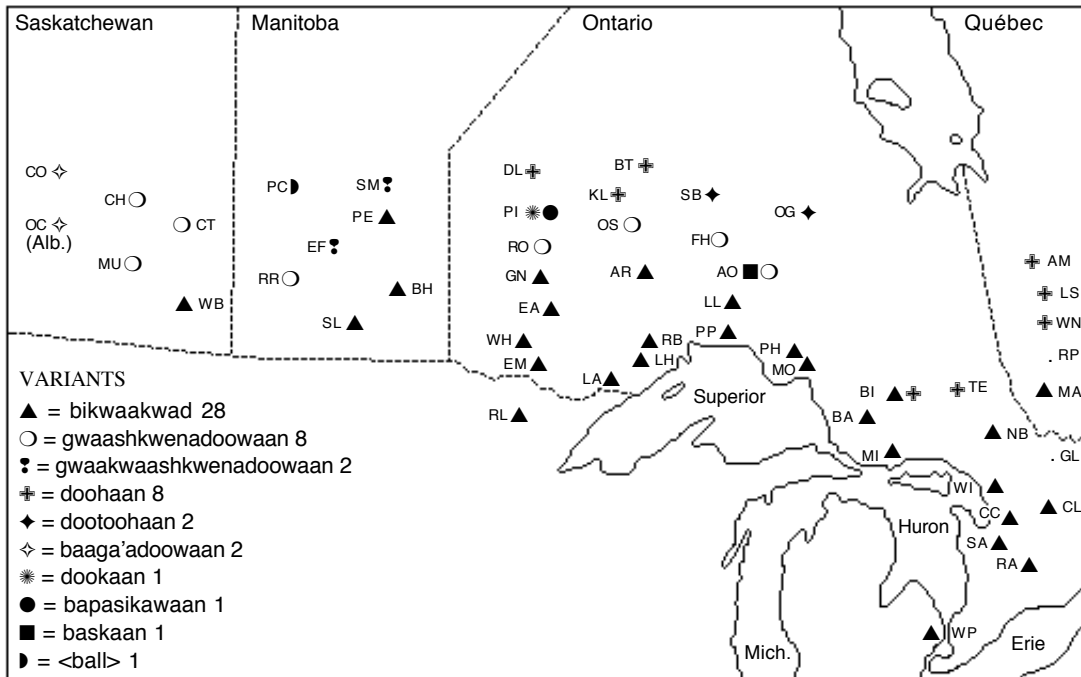 Saskatchewan Manitoba Ontario Québec
CO
CH
OC
(Alb.)
CT
MU
WB
PC
SM
PE
EF
RR
BH
SL
DL
BT
KL
SB
PI
OS
OG
RO
FH
GN
AR
AO
EA
LL
WH
RB
PP
EM
LH
PH
LA
MO
RL
AM
LS
WN
RP
MA
BI
TE
BA
NB
MI
GL
WI
CL
CC
SA
RA
WP
Superior
Huron
Mich.
Erie
VARIANTS
▲ = bikwaakwad 28
❍ = gwaashkwenadoowaan 8
❣ = gwaakwaashkwenadoowaan 2
✙ = doohaan 8
✦ = dootoohaan 2
✧ = baaga'adoowaan 2
✺ = dookaan 1
● = bapasikawaan 1
■ = baskaan 1
◗ = <ball> 1